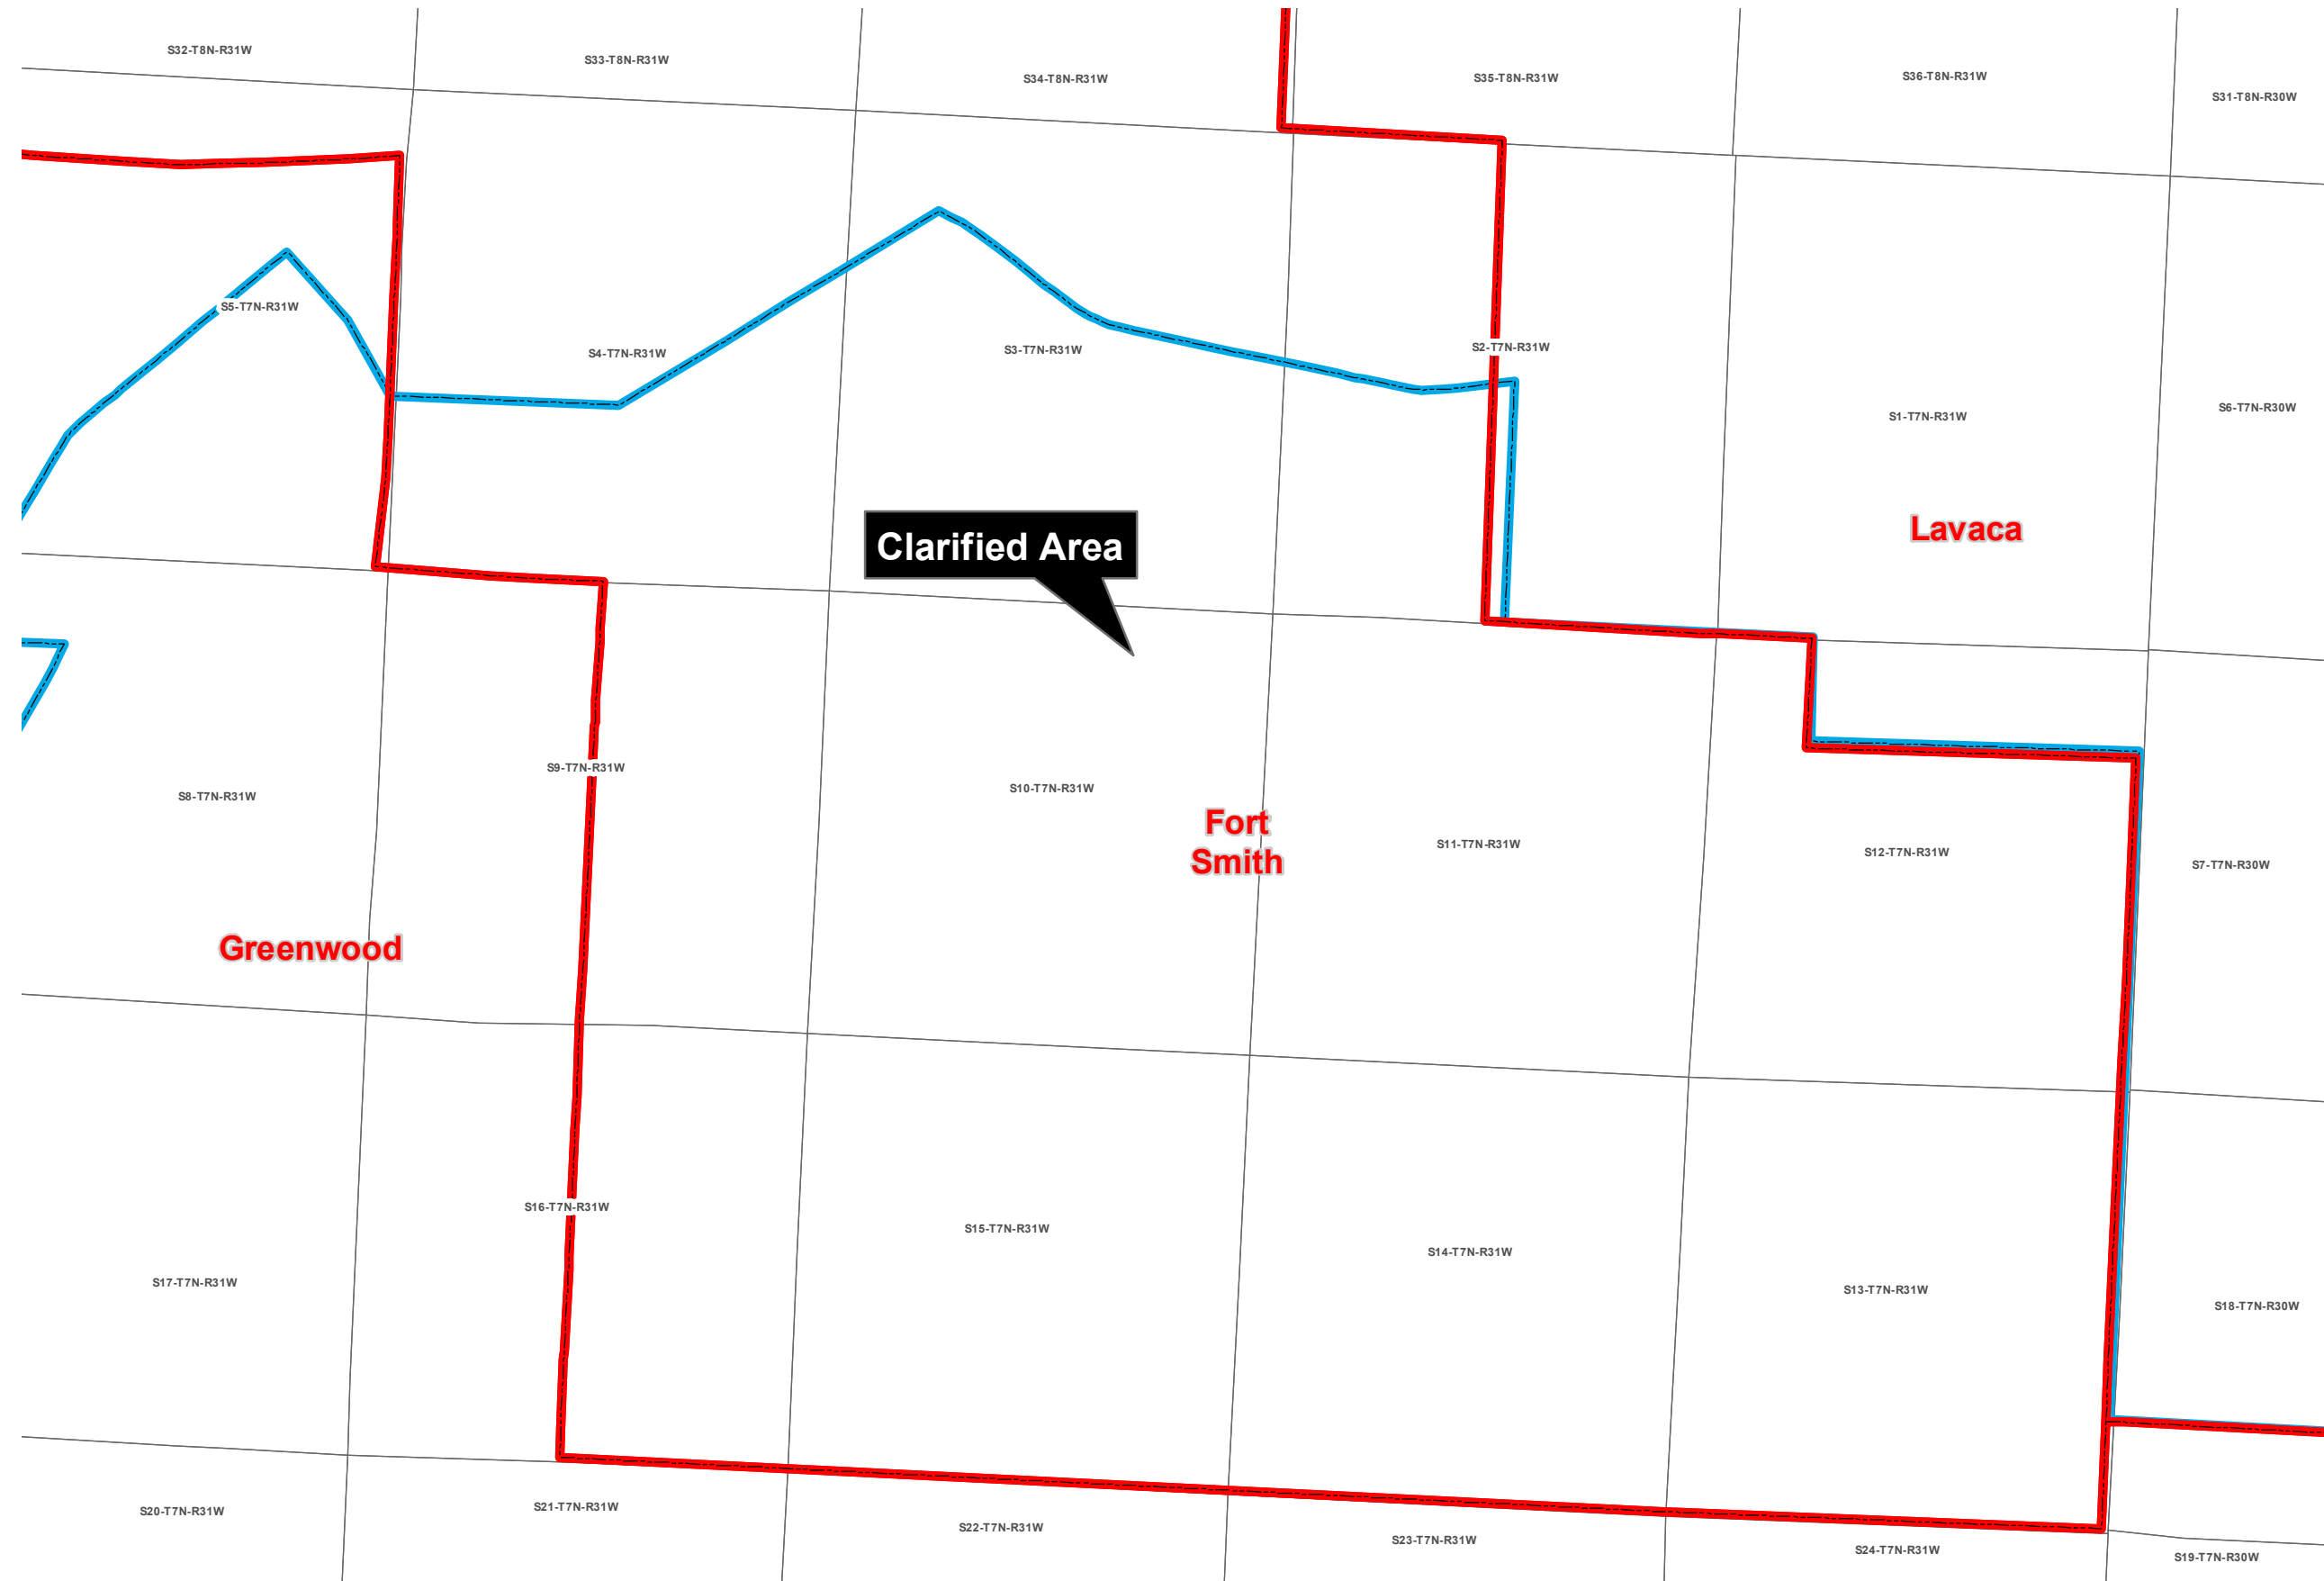 S32-T8N-R31W
S33-T8N-R31W
S34-T8N-R31W
S35-T8N-R31W
S36-T8N-R31W
S31-T8N-R30W
S5-T7N-R31W
S4-T7N-R31W
S3-T7N-R31W
S2-T7N-R31W
S1-T7N-R31W
S6-T7N-R30W
Clarified Area
Lavaca
S8-T7N-R31W
S9-T7N-R31W
S10-T7N-R31W
Fort
Smith
S11-T7N-R31W
S12-T7N-R31W
S7-T7N-R30W
Greenwood
S17-T7N-R31W
S16-T7N-R31W
S15-T7N-R31W
S14-T7N-R31W
S13-T7N-R31W
S18-T7N-R30W
S20-T7N-R31W
S21-T7N-R31W
S22-T7N-R31W
S23-T7N-R31W
S24-T7N-R31W
S19-T7N-R30W